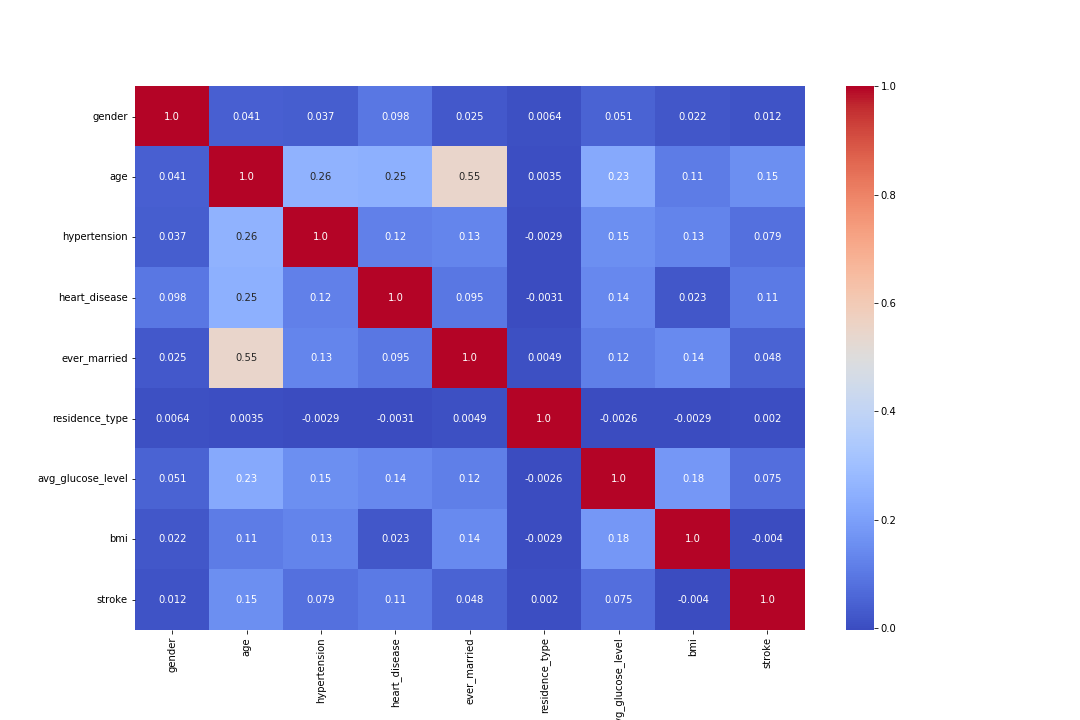 gender 1.0 0.041 0.037 0.098 0.025 0.0064 0.051 0.022 0.012
age 0.041 1.0 0.26 0.25 0.55 0.0035 0.23 0.11 0.15
hypertension 0.037 0.26 1.0 0.12 0.13 -0.0029 0.15 0.13 0.079
heart_disease 0.098 0.25 0.12 1.0 0.095 -0.0031 0.14 0.023 0.11
ever_married 0.025 0.55 0.13 0.095 1.0 0.0049 0.12 0.14 0.048
residence_type 0.0064 0.0035 -0.0029 -0.0031 0.0049 1.0 -0.0026 -0.0029 0.002
avg_glucose_level 0.051 0.23 0.15 0.14 0.12 -0.0026 1.0 0.18 0.075
bmi 0.022 0.11 0.13 0.023 0.14 -0.0029 0.18 1.0 -0.004
stroke 0.012 0.15 0.079 0.11 0.048 0.002 0.075 -0.004 1.0
gender
age
hypertension
heart_disease
ever_married
residence_type
vg_glucose_level
bmi
stroke
1.0
0.8
0.6
0.4
0.2
0.0